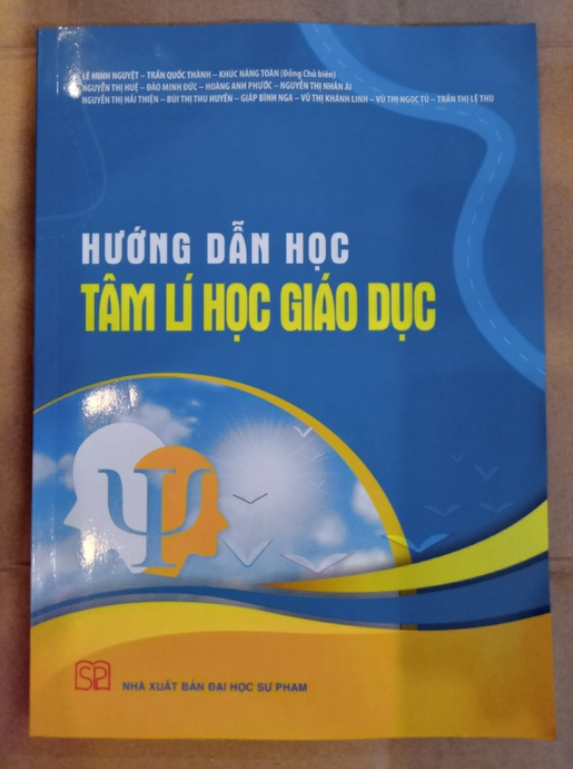 LÊ MINH NGUYỆT – TRẦN QUỐC THÀNH – KHÚC NĂNG TOÀN (Đồng Chủ biên)
NGUYỄN THỊ HUỆ – ĐÀO MINH ĐỨC – HOÀNG ANH PHƯỚC – NGUYỄN THỊ NHÂN ÁI
NGUYỄN THỊ HẢI THIỆN – BÙI THỊ THU HUYỀN – GIÁP BÌNH NGA – VŨ THỊ KHÁNH LINH – VŨ THỊ NGỌC TÚ – TRẦN THỊ LỆ THU
HƯỚNG DẪN HỌC
TÂM LÍ HỌC GIÁO DỤC
Ψ
SP NHÀ XUẤT BẢN ĐẠI HỌC SƯ PHẠM